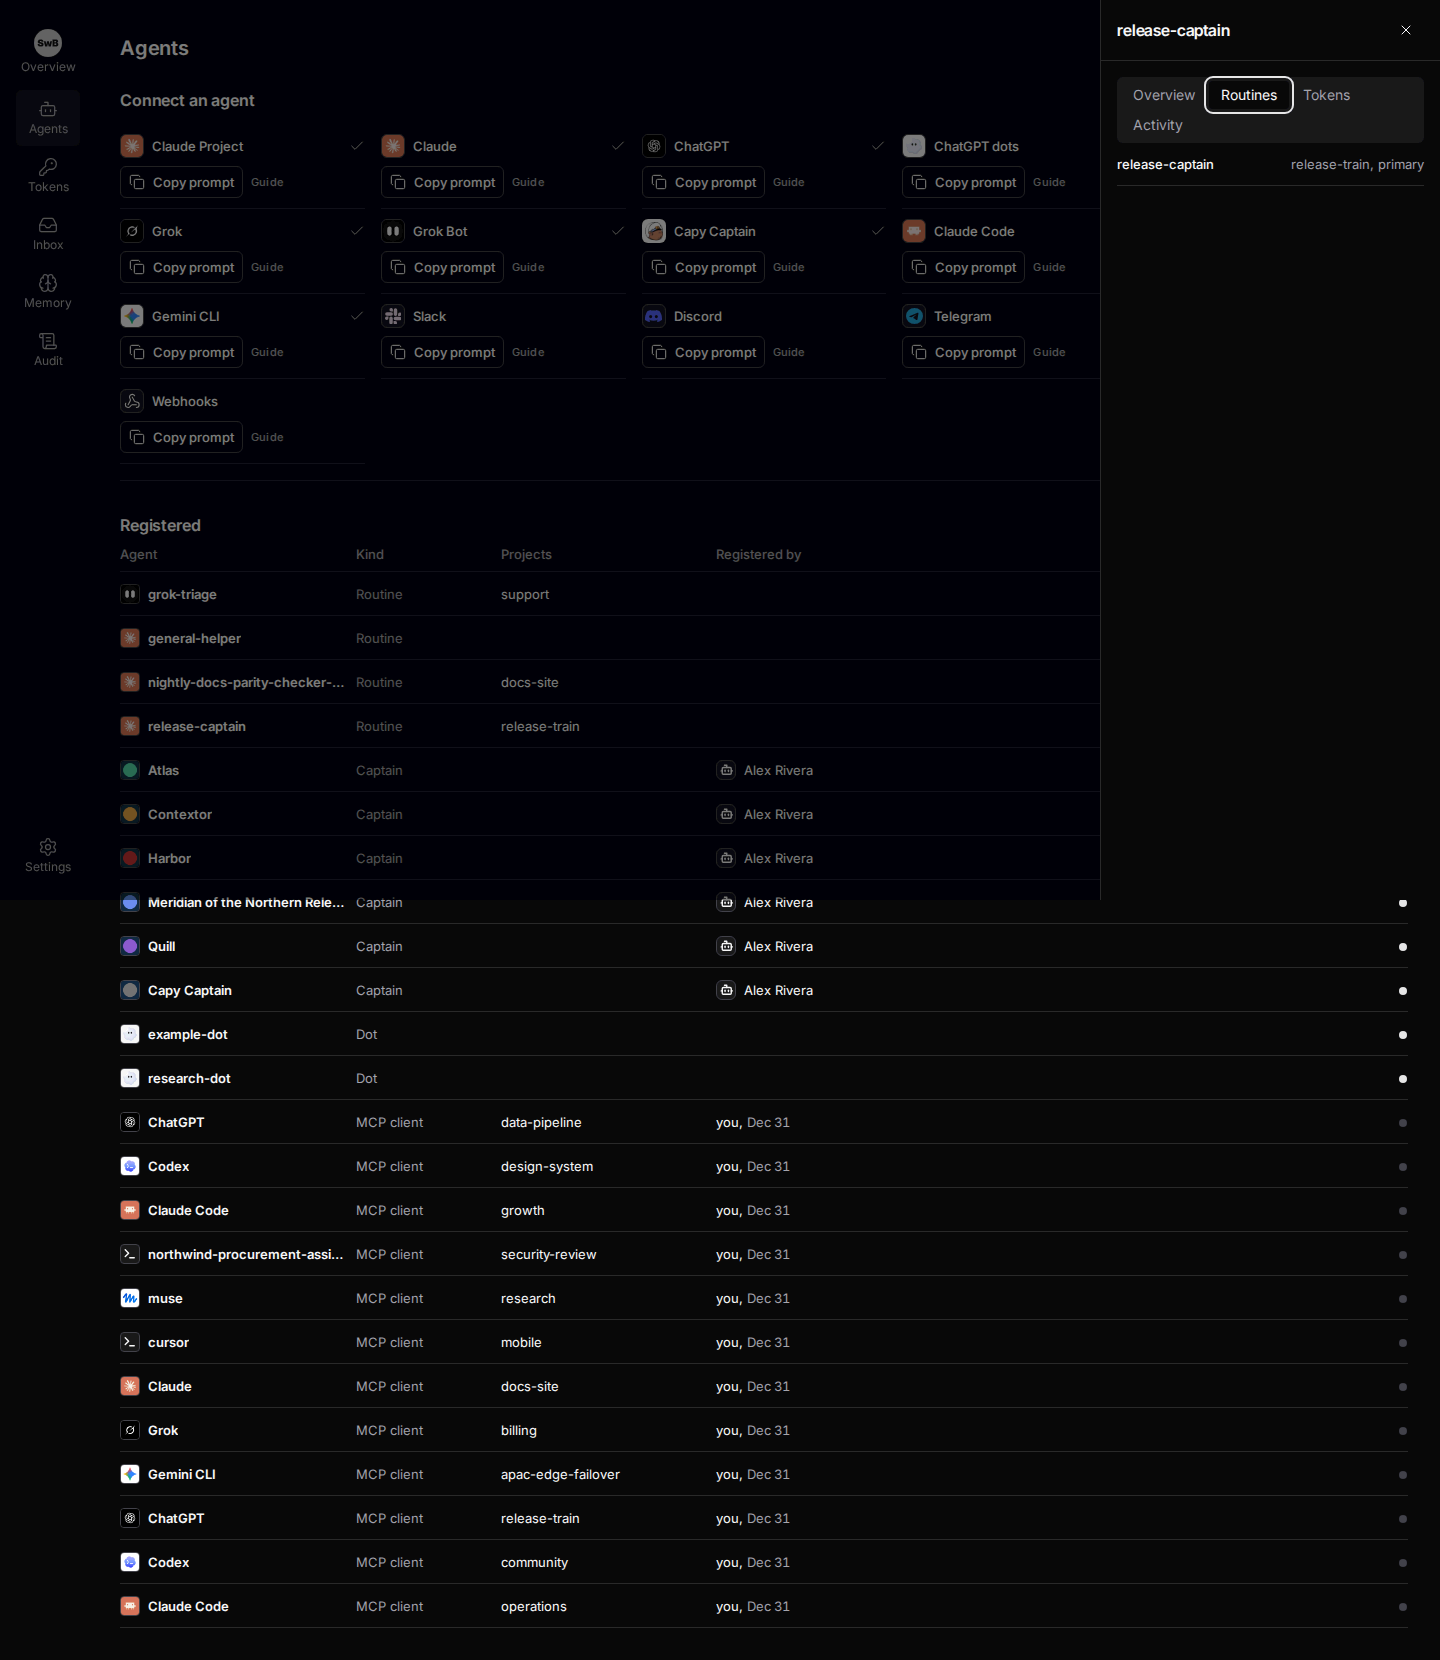 SwB
Overview
Agents
Tokens
Inbox
Memory
Audit
Settings
Agents
Connect an agent
Claude Project
Copy prompt Guide
Claude
Copy prompt Guide
ChatGPT
Copy prompt Guide
ChatGPT dots
Copy prompt Guide
Grok
Copy prompt Guide
Grok Bot
Copy prompt Guide
Capy Captain
Copy prompt Guide
Claude Code
Copy prompt Guide
Gemini CLI
Copy prompt Guide
Slack
Copy prompt Guide
Discord
Copy prompt Guide
Telegram
Copy prompt Guide
Webhooks
Copy prompt Guide
Registered
Agent Kind Projects Registered by
grok-triage Routine support
general-helper Routine
nightly-docs-parity-checker-... Routine docs-site
release-captain Routine release-train
Atlas Captain Alex Rivera
Contextor Captain Alex Rivera
Harbor Captain Alex Rivera
Meridian of the Northern Rele... Captain Alex Rivera
Quill Captain Alex Rivera
Capy Captain Captain Alex Rivera
example-dot Dot
research-dot Dot
ChatGPT MCP client data-pipeline you, Dec 31
Codex MCP client design-system you, Dec 31
Claude Code MCP client growth you, Dec 31
northwind-procurement-assi... MCP client security-review you, Dec 31
muse MCP client research you, Dec 31
cursor MCP client mobile you, Dec 31
Claude MCP client docs-site you, Dec 31
Grok MCP client billing you, Dec 31
Gemini CLI MCP client apac-edge-failover you, Dec 31
ChatGPT MCP client release-train you, Dec 31
Codex MCP client community you, Dec 31
Claude Code MCP client operations you, Dec 31
release-captain
Overview Routines Tokens
Activity
release-captain release-train, primary